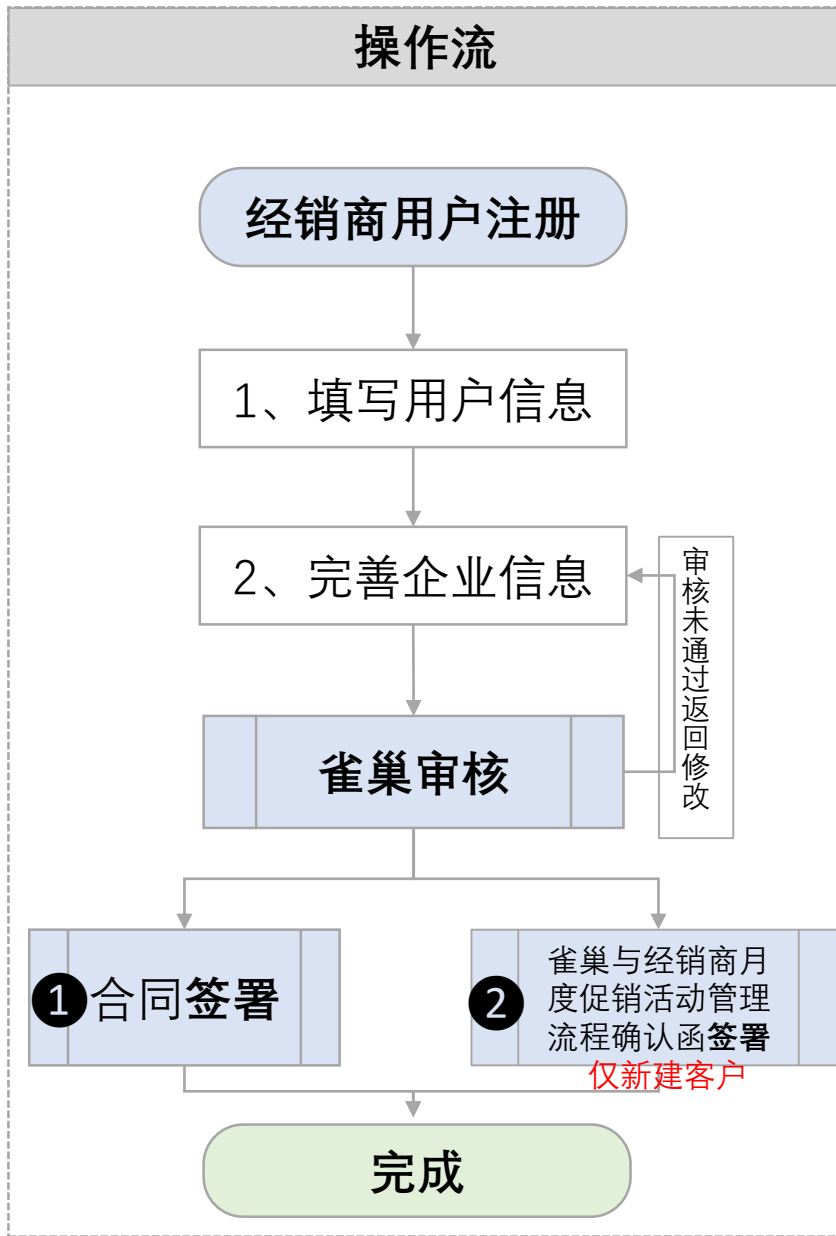 操作流
经销商用户注册
1、填写用户信息
2、完善企业信息
审核未通过返回修改
雀巢审核
❶合同签署
❷
雀巢与经销商月
度促销活动管理
流程确认函签署
仅新建客户
完成